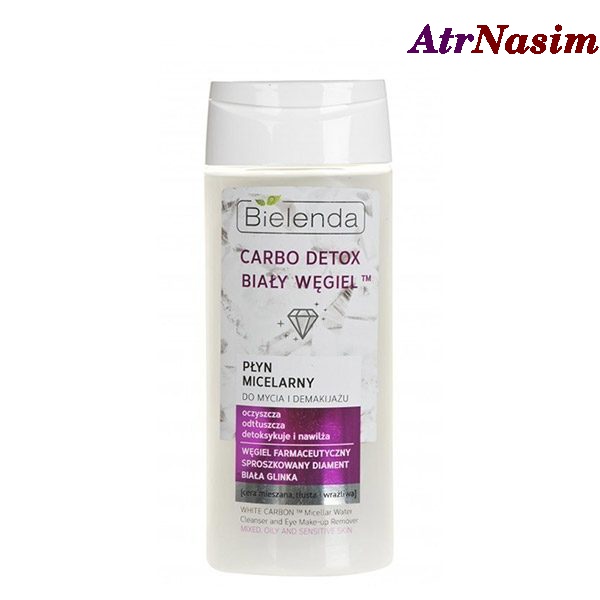 AtrNasim
Bielenda
CARBO DETOX
BIAŁY WĘGIEL™
PŁYN
MICELARNY
DO MYCIA I DEMAKIJAŻU
oczyszcza
odtłuszcza
detoksykuje i nawilża
WĘGIEL FARMACEUTYCZNY
SPROSZKOWANY DIAMENT
BIAŁA GLINKA
[cera mieszana, tłusta i wrażliwa]
WHITE CARBON™ Micellar Water
Cleanser and Eye Make-up Remover
MIXED, OILY AND SENSITIVE SKIN